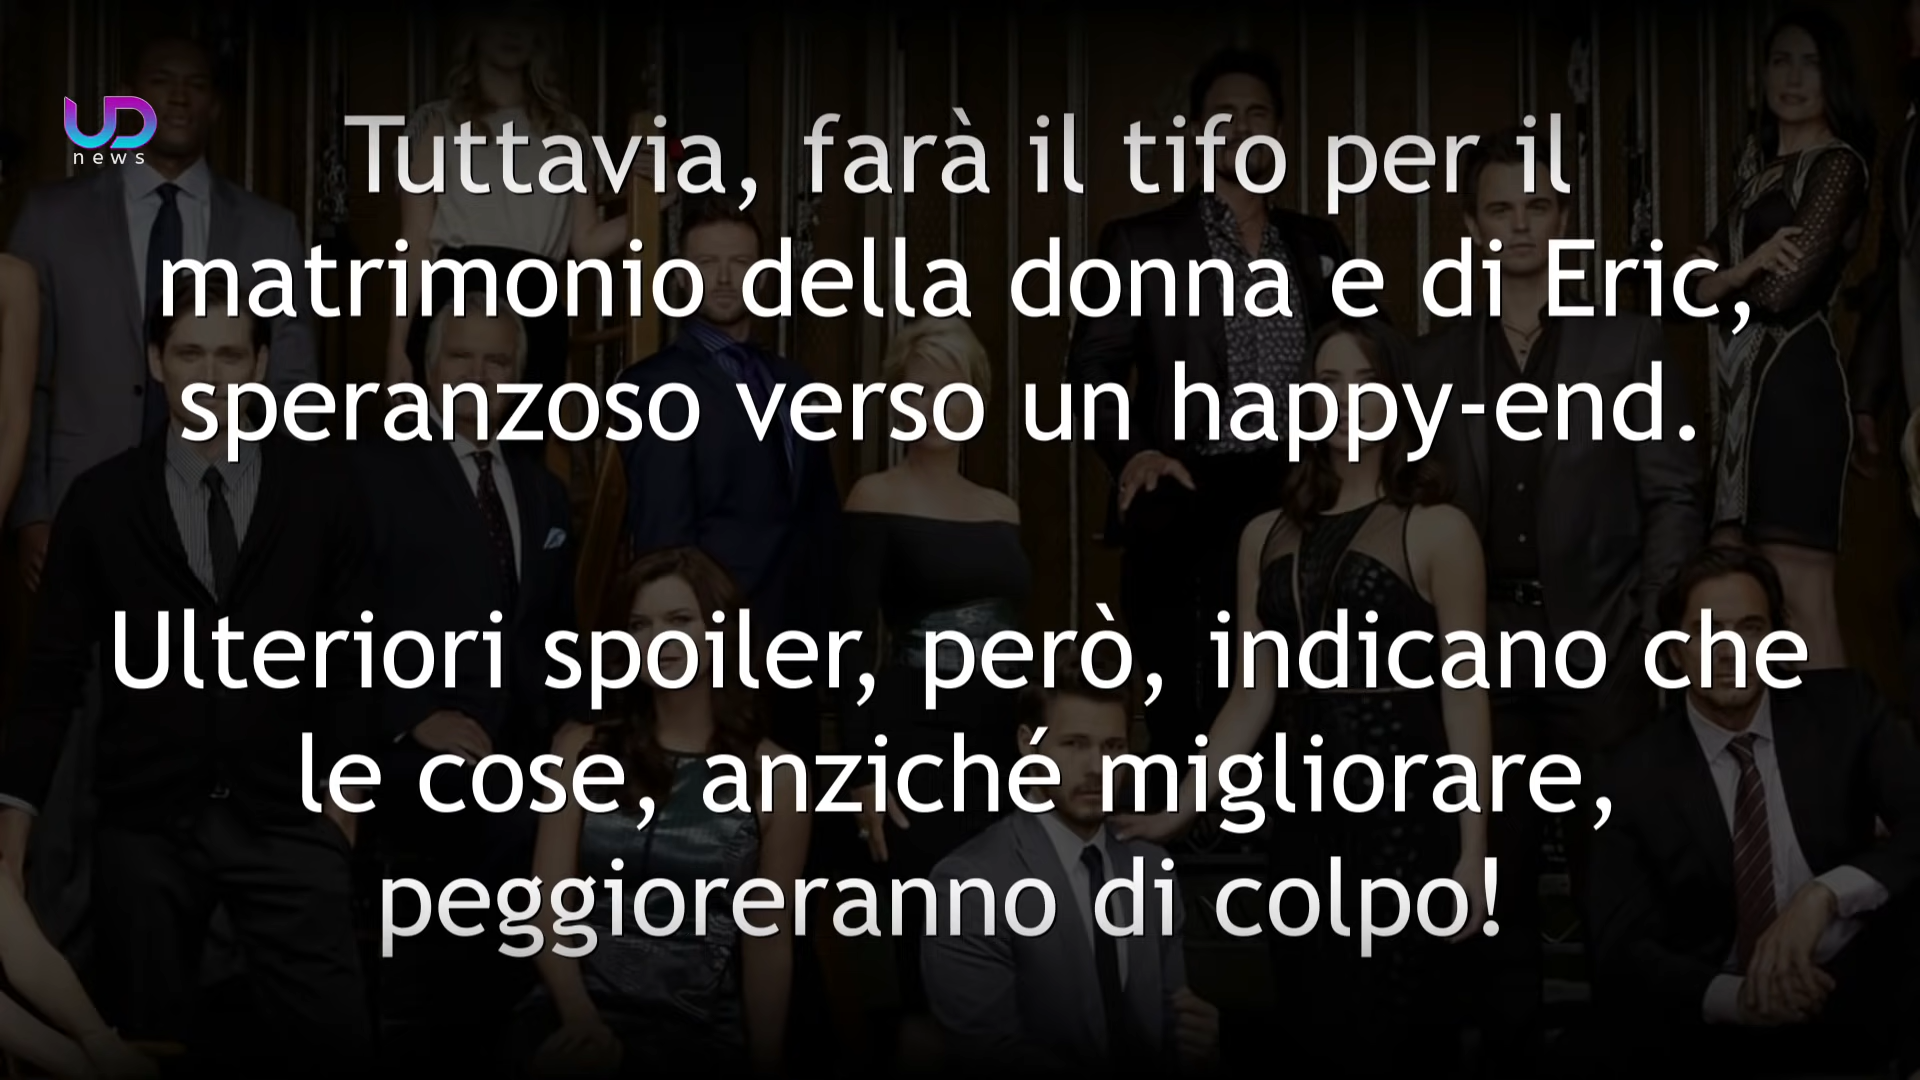 UD
news
Tuttavia, farà il tifo per il
matrimonio della donna e di Eric,
speranzoso verso un happy-end.
Ulteriori spoiler, però, indicano che
le cose, anziché migliorare,
peggioreranno di colpo!